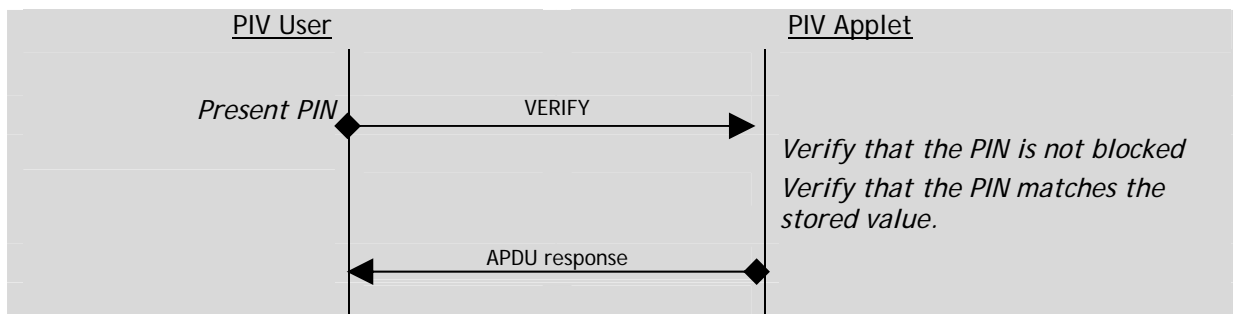 PIV User
PIV Applet
Present PIN
VERIFY
Verify that the PIN is not blocked
Verify that the PIN matches the
stored value.
APDU response